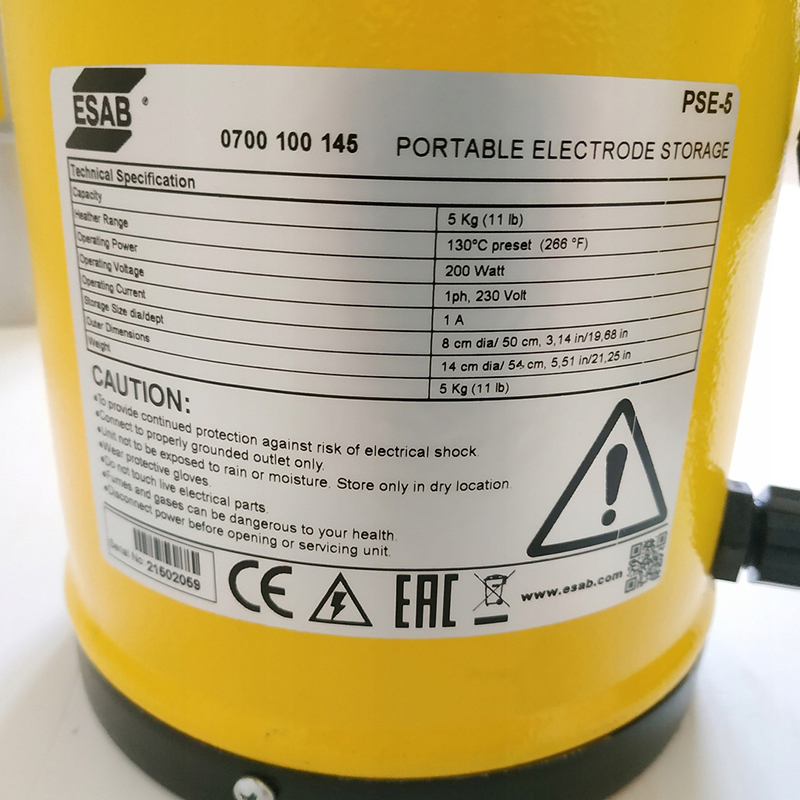 ESAB ®
PSE-5
0700 100 145 PORTABLE ELECTRODE STORAGE
Technical Specification
Capacity 5 Kg (11 lb)
Heather Range 130°C preset (266 °F)
Operating Power 200 Watt
Operating Voltage 1ph, 230 Volt
Operating Current 1 A
Storage Size dia/dept 8 cm dia/ 50 cm, 3,14 in/19,68 in
Outer Dimensions 14 cm dia/ 54 cm, 5,51 in/21,25 in
Weight 5 Kg (11 lb)
CAUTION:
•To provide continued protection against risk of electrical shock.
•Connect to properly grounded outlet only.
•Unit not to be exposed to rain or moisture. Store only in dry location.
•Wear protective gloves.
•Do not touch live electrical parts.
•Fumes and gases can be dangerous to your health.
•Disconnect power before opening or servicing unit.
Serial No: 21502059
CE EAC www.esab.com